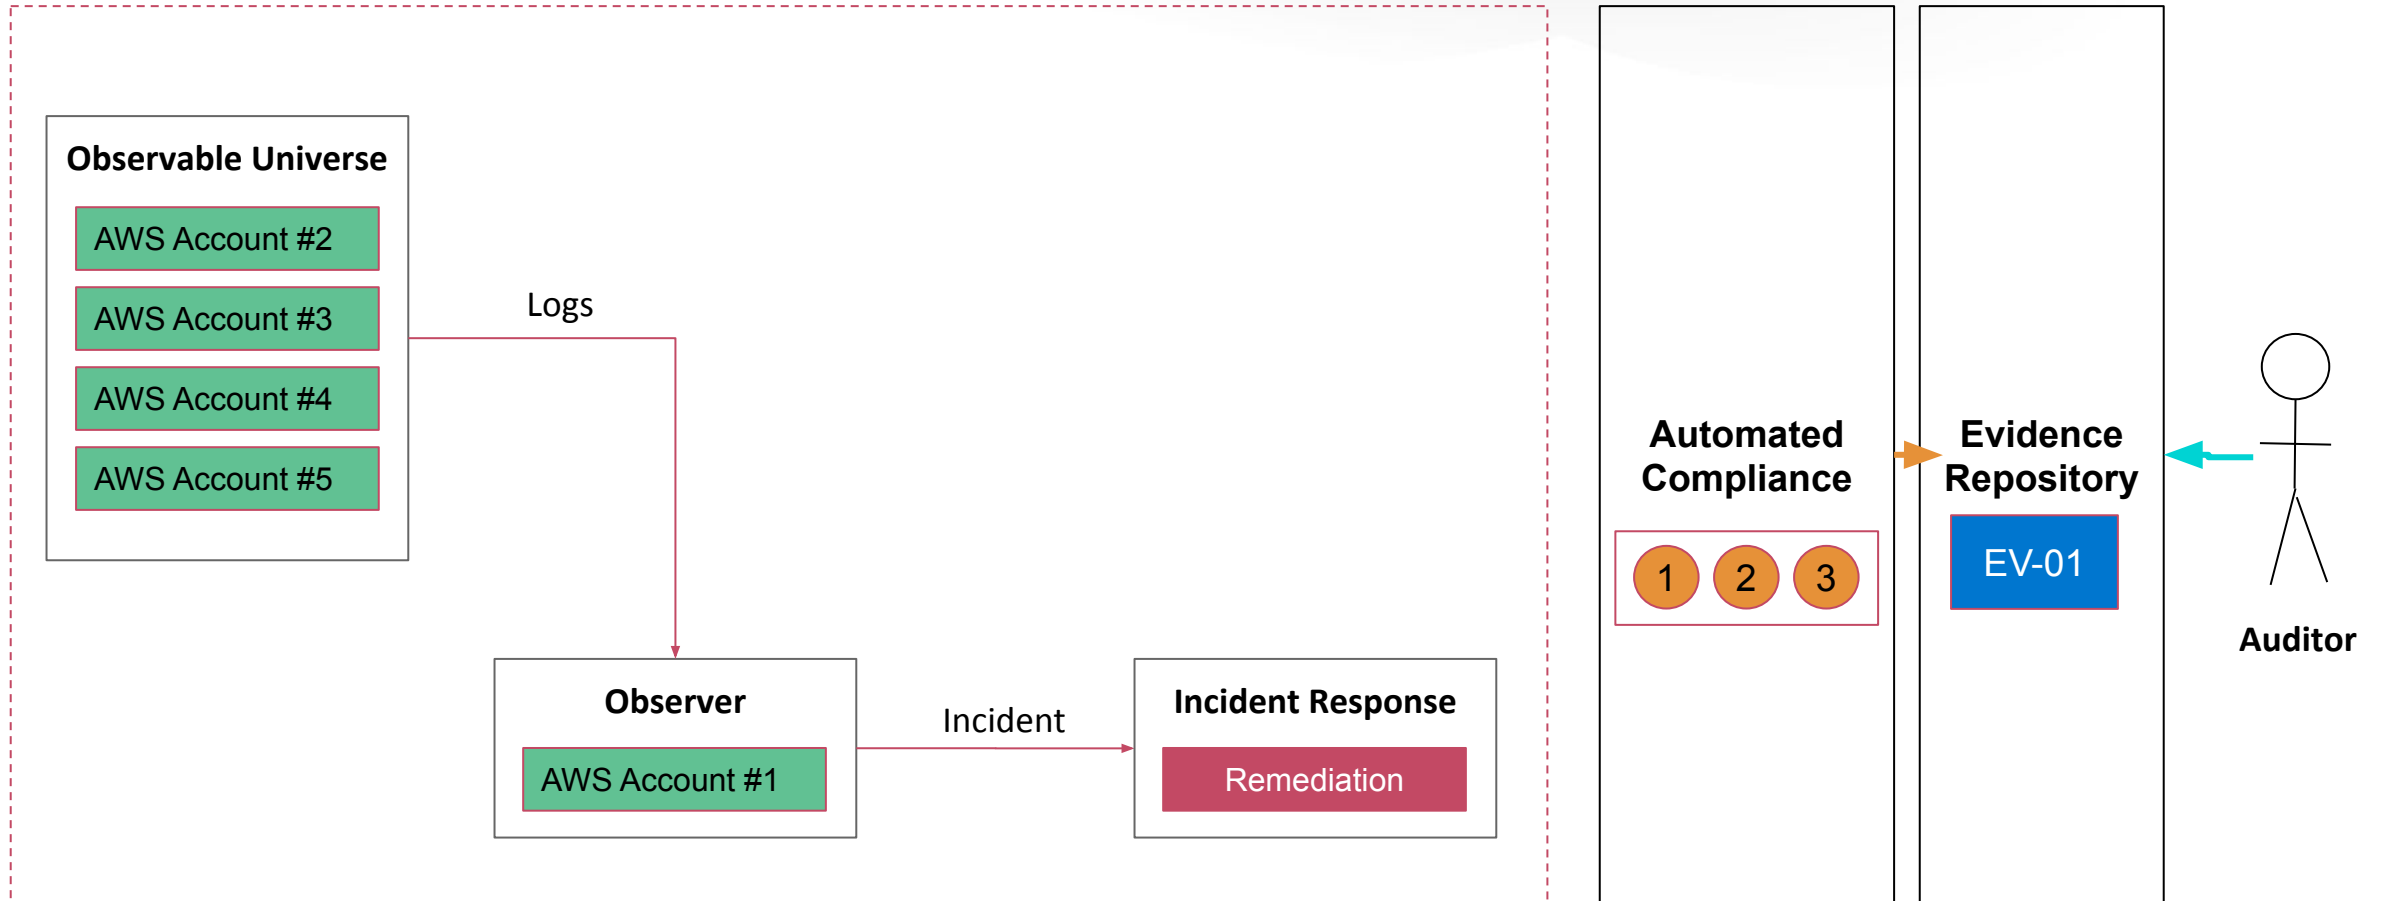 Observable Universe
AWS Account #2
AWS Account #3
AWS Account #4
AWS Account #5
Logs
Observer
AWS Account #1
Incident
Incident Response
Remediation
Automated
Compliance
1 2 3
Evidence
Repository
EV-01
Auditor